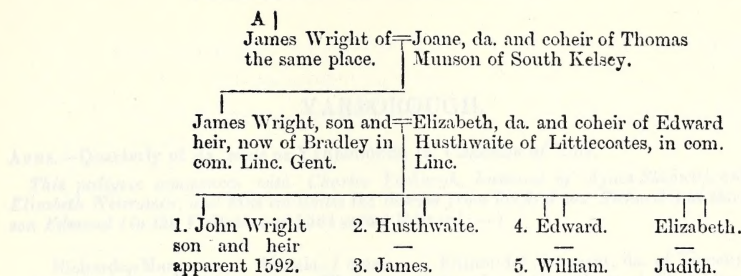 A |
James Wright of = Joane, da. and coheir of Thomas
the same place. Munson of South Kelsey.
James Wright, son and = Elizabeth, da. and coheir of Edward
heir, now of Bradley in Husthwaite of Littlecoates, in com.
com. Linc. Gent. Linc.
1. John Wright 2. Husthwaite. 4. Edward. Elizabeth.
son and heir — — —
apparent 1592. 3. James. 5. William. Judith.